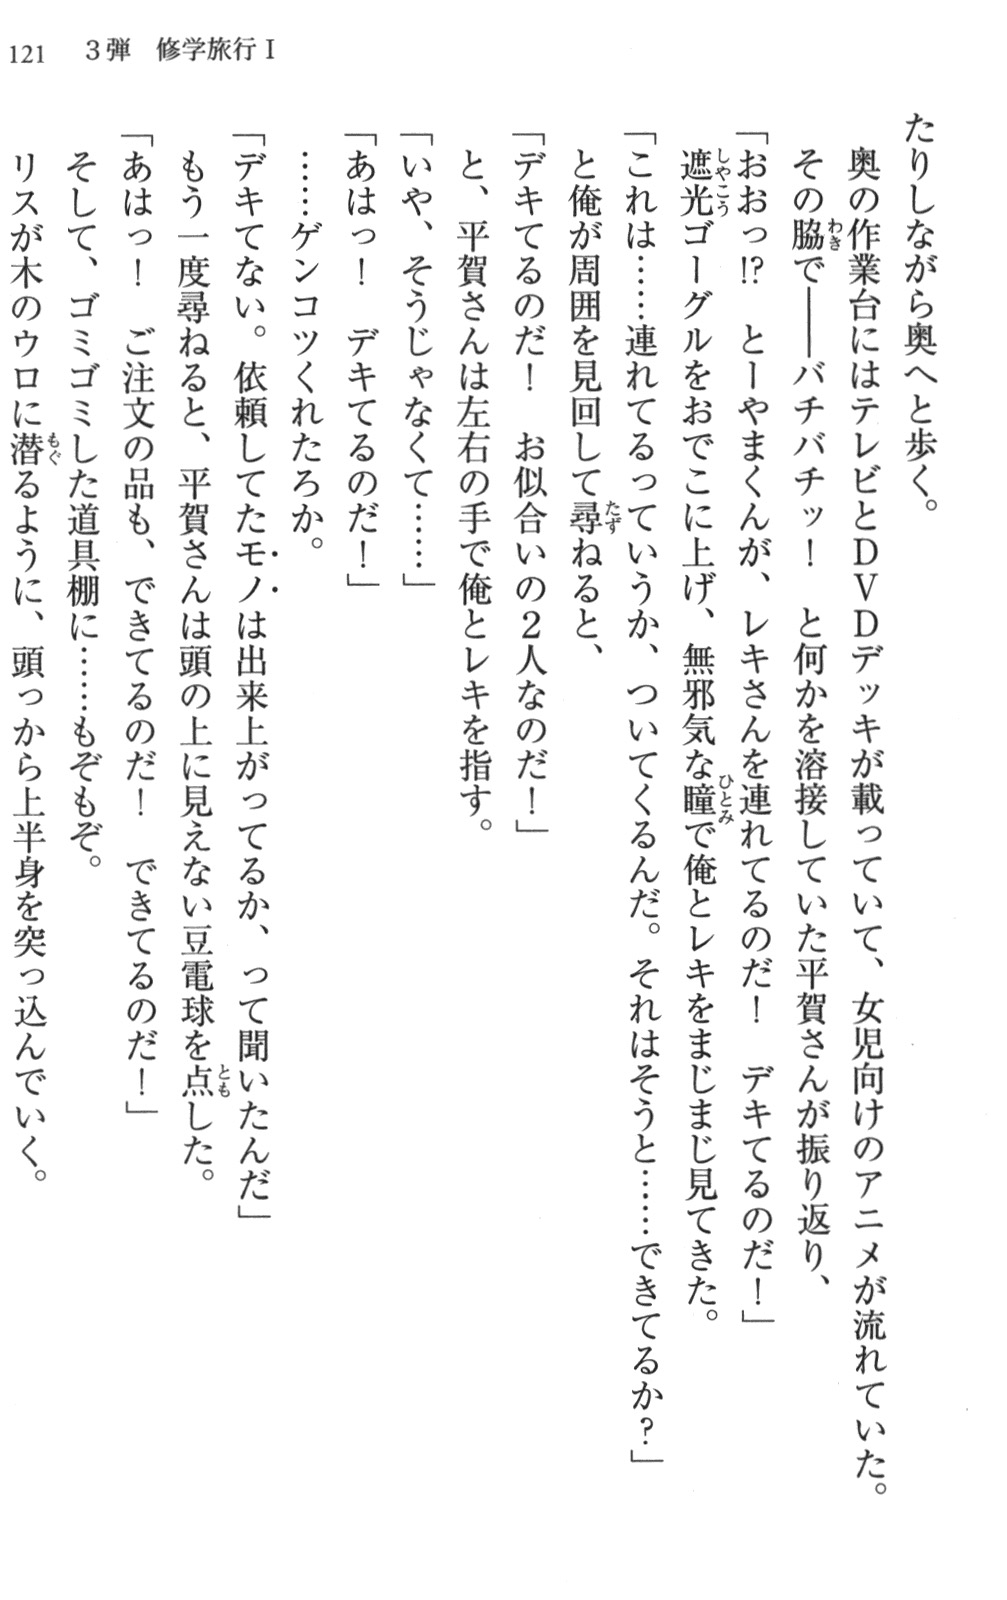 121　3弾　修学旅行Ⅰ
たりしながら奥へと歩く。
奥の作業台にはテレビとDVDデッキが載っていて、女児向けのアニメが流れていた。
その脇で――バチバチッ！　と何かを溶接していた平賀さんが振り返り、
「おおっ!?　とーやまくんが、レキさんを連れてるのだ！　デキてるのだ！」
遮光ゴーグルをおでこに上げ、無邪気な瞳で俺とレキをまじまじ見てきた。
「これは……連れてるっていうか、ついてくるんだ。それはそうと……できてるか？」
と俺が周囲を見回して尋ねると、
「デキてるのだ！　お似合いの2人なのだ！」
と、平賀さんは左右の手で俺とレキを指す。
「いや、そうじゃなくて……」
「あはっ！　デキてるのだ！」
……ゲンコツくれたろか。
「デキてない。依頼してたモノは出来上がってるか、って聞いたんだ」
もう一度尋ねると、平賀さんは頭の上に見えない豆電球を点した。
「あはっ！　ご注文の品も、できてるのだ！　できてるのだ！」
そして、ゴミゴミした道具棚に……もぞもぞ。
リスが木のウロに潜るように、頭っから上半身を突っ込んでいく。